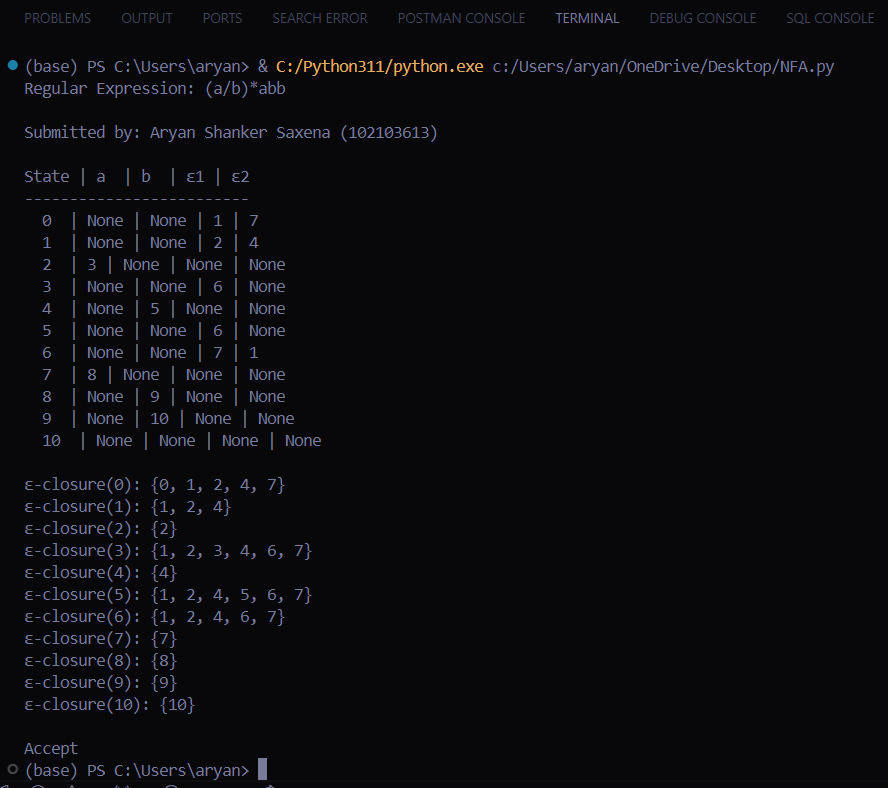 PROBLEMS OUTPUT PORTS SEARCH ERROR POSTMAN CONSOLE TERMINAL DEBUG CONSOLE SQL CONSOLE
(base) PS C:\Users\aryan> & C:/Python311/python.exe c:/Users/aryan/OneDrive/Desktop/NFA.py
Regular Expression: (a/b)*abb
Submitted by: Aryan Shanker Saxena (102103613)
State | a | b | ε1 | ε2
-------------------------
0 | None | None | 1 | 7
1 | None | None | 2 | 4
2 | 3 | None | None | None
3 | None | None | 6 | None
4 | None | 5 | None | None
5 | None | None | 6 | None
6 | None | None | 7 | 1
7 | 8 | None | None | None
8 | None | 9 | None | None
9 | None | 10 | None | None
10 | None | None | None | None
ε-closure(0): {0, 1, 2, 4, 7}
ε-closure(1): {1, 2, 4}
ε-closure(2): {2}
ε-closure(3): {1, 2, 3, 4, 6, 7}
ε-closure(4): {4}
ε-closure(5): {1, 2, 4, 5, 6, 7}
ε-closure(6): {1, 2, 4, 6, 7}
ε-closure(7): {7}
ε-closure(8): {8}
ε-closure(9): {9}
ε-closure(10): {10}
Accept
(base) PS C:\Users\aryan>